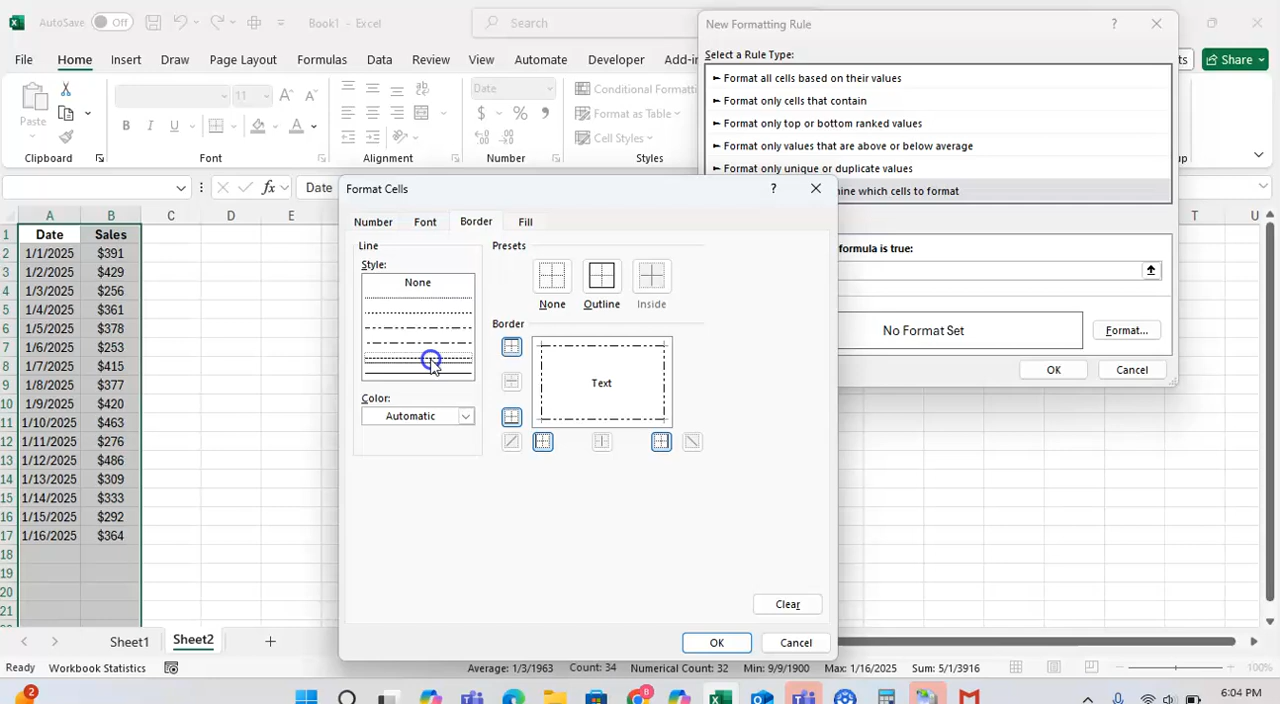 AutoSave Off Book1 - Excel Search
New Formatting Rule ?
Select a Rule Type:
File Home Insert Draw Page Layout Formulas Data Review View Automate Developer Add-in
Share
► Format all cells based on their values
► Format only cells that contain
► Format only top or bottom ranked values
► Format only values that are above or below average
► Format only unique or duplicate values
which cells to format
Paste
11
Date
Conditional Formatti
Format as Table
Cell Styles
Clipboard Font Alignment Number Styles
Date
Format Cells ?
Number Font Border Fill
Line
Style:
None
Color:
Automatic
Presets
None Outline Inside
Border
Text
Clear
OK Cancel
formula is true:
No Format Set Format...
OK Cancel
A B C D E T U
1 Date Sales
2 1/1/2025 $391
3 1/2/2025 $429
4 1/3/2025 $256
5 1/4/2025 $361
6 1/5/2025 $378
7 1/6/2025 $253
8 1/7/2025 $415
9 1/8/2025 $377
10 1/9/2025 $420
11 1/10/2025 $463
12 1/11/2025 $276
13 1/12/2025 $486
14 1/13/2025 $309
15 1/14/2025 $333
16 1/15/2025 $292
17 1/16/2025 $364
18
19
20
21
Sheet1 Sheet2
Ready Workbook Statistics Average: 1/3/1963 Count: 34 Numerical Count: 32 Min: 9/9/1900 Max: 1/16/2025 Sum: 5/1/3916 100%
2
8
6:04 PM